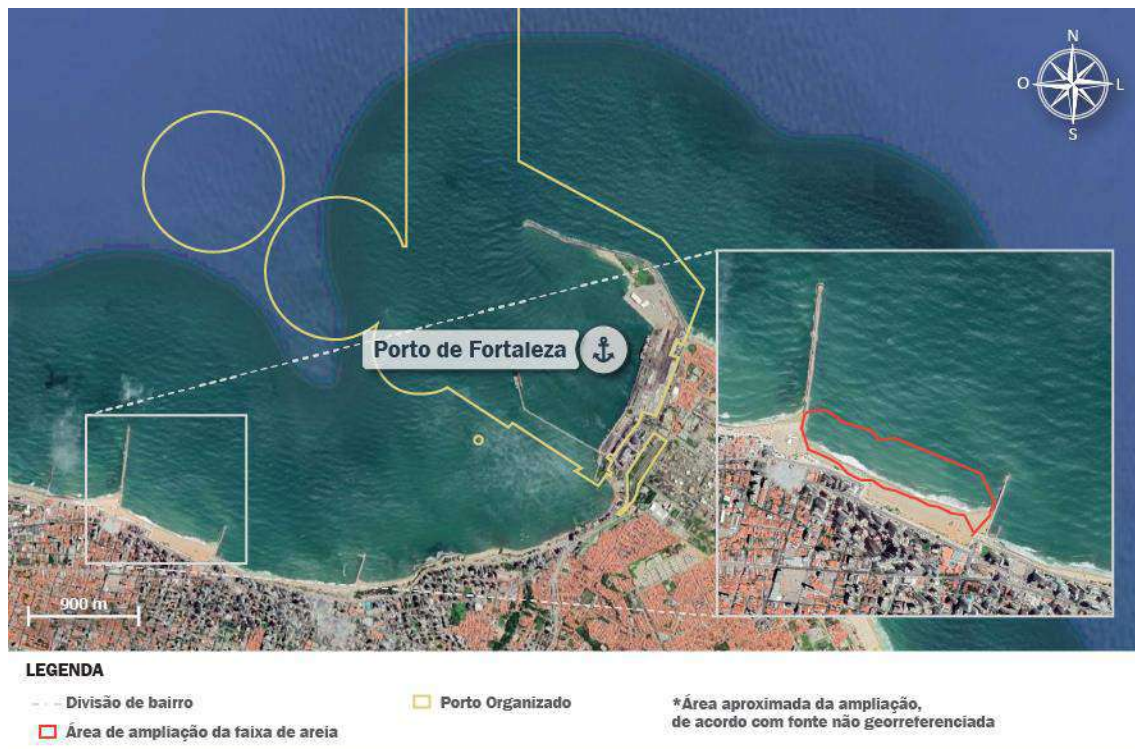 N
O L
S
Porto de Fortaleza
900 m
LEGENDA
Divisão de bairro
Porto Organizado
*Área aproximada da ampliação,
de acordo com fonte não georreferenciada
Área de ampliação da faixa de areia